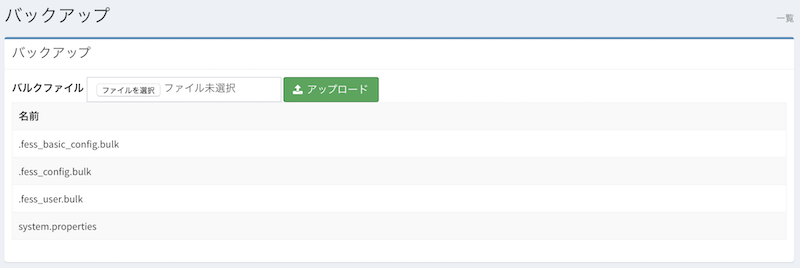 バックアップ
一覧
バックアップ
バルクファイル ファイルを選択 ファイル未選択 アップロード
名前
.fess_basic_config.bulk
.fess_config.bulk
.fess_user.bulk
system.properties